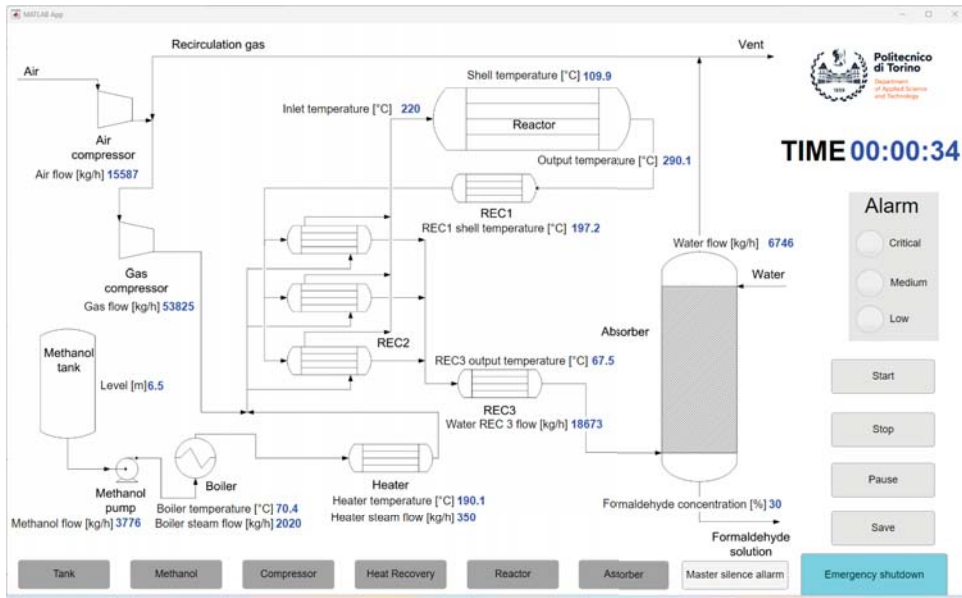 MATLAB App
Recirculation gas
Vent
Air
Politecnico
di Torino
Department
of Applied Science
and Technology
1859
Shell temperature [°C] 109.9
Inlet temperature [°C] 220
Reactor
Air
compressor
Air flow [kg/h] 15587
TIME 00:00:34
Output temperaure [°C] 290.1
REC1
REC1 shell temperature [°C] 197.2
Alarm
Critical
Medium
Low
Water flow [kg/h] 6746
Water
Gas
compressor
Gas flow [kg/h] 53825
REC2
Absorber
Methanol
tank
Level [m] 6.5
REC3 output temperature [°C] 67.5
REC3
Water REC 3 flow [kg/h] 18673
Start
Stop
Pause
Save
Boiler
Methanol
pump
Methanol flow [kg/h] 3776
Boiler temperature [°C] 70.4
Boiler steam flow [kg/h] 2020
Heater
Heater temperature [°C] 190.1
Heater steam flow [kg/h] 350
Formaldehyde concentration [%] 30
Formaldehyde
solution
Tank
Methanol
Compressor
Heat Recovery
Reactor
Astorber
Master silence allarm
Emergency shutdown